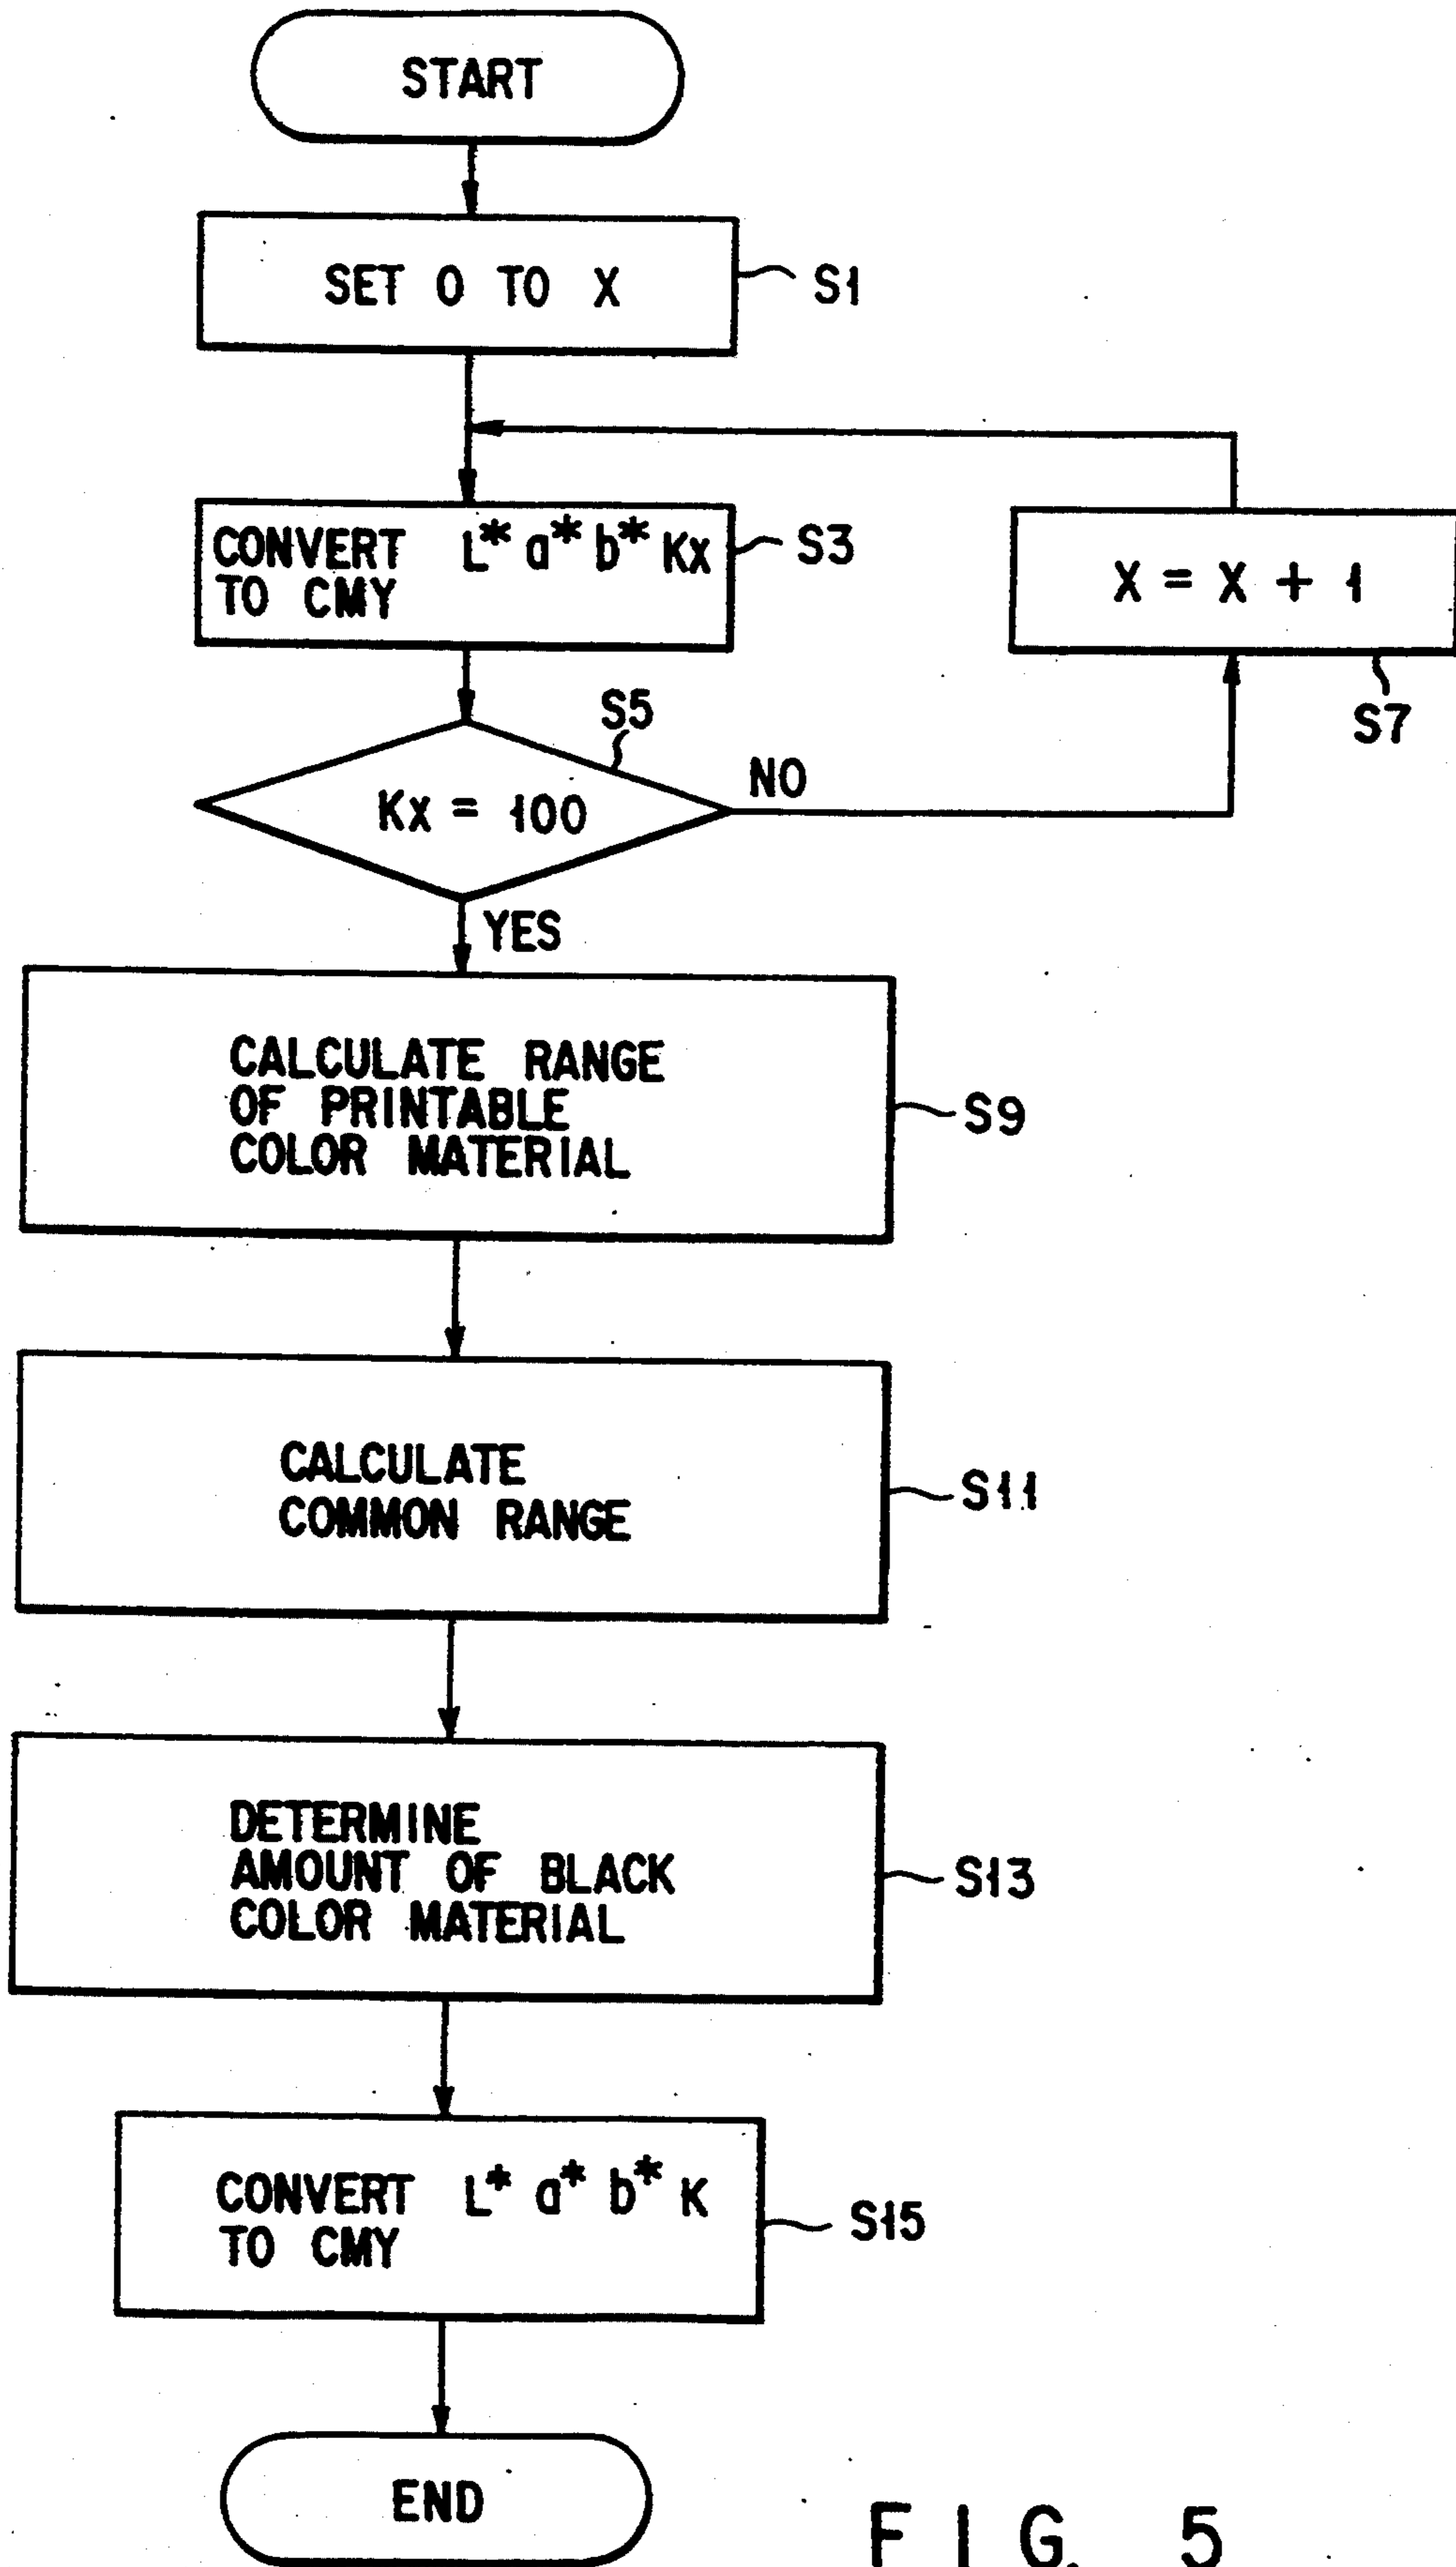 START
SET 0 TO X
S1
CONVERT L* a* b* Kx
TO CMY
S3
X = X + 1
S7
S5
Kx = 100
NO
YES
CALCULATE RANGE
OF PRINTABLE
COLOR MATERIAL
S9
CALCULATE
COMMON RANGE
S11
DETERMINE
AMOUNT OF BLACK
COLOR MATERIAL
S13
CONVERT L* a* b* K
TO CMY
S15
END
FIG. 5